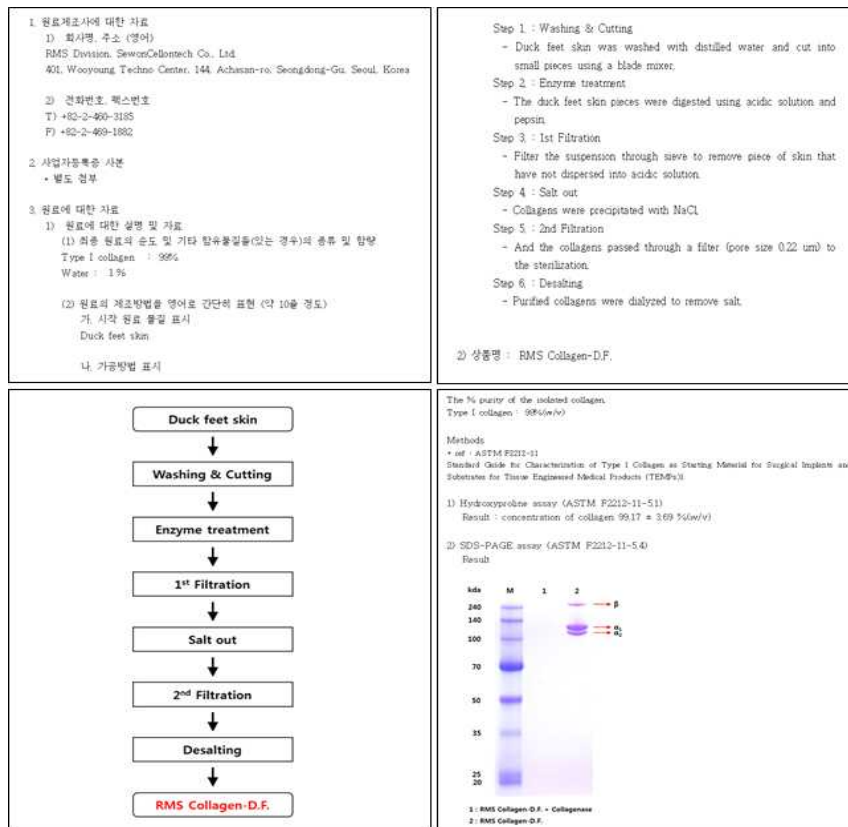 1. 원료제조사에 대한 자료
1) 회사명, 주소 (영어)
RMS Division, SewonCellontech Co., Ltd.
401, Wooyoung Techno Center, 144, Achasan-ro, Seongdong-Gu, Seoul, Korea
2) 전화번호, 팩스번호
T) +82-2-460-3185
F) +82-2-469-1882
2. 사업자등록증 사본
• 별도 첨부
3. 원료에 대한 자료
1) 원료에 대한 설명 및 자료
(1) 최종 원료의 순도 및 기타 함유물질들(있는 경우)의 종류 및 함량
Type I collagen : 99%
Water : 1%
(2) 원료의 제조방법을 영어로 간단히 표현 (약 10줄 정도)
가. 시작 원료 물질 표시
Duck feet skin
나. 가공방법 표시
Step 1. : Washing & Cutting
- Duck feet skin was washed with distilled water and cut into
small pieces using a blade mixer.
Step 2. : Enzyme treatment
- The duck feet skin pieces were digested using acidic solution and
pepsin.
Step 3. : 1st Filtration
- Filter the suspension through sieve to remove piece of skin that
have not dispersed into acidic solution.
Step 4. : Salt out
- Collagens were precipitated with NaCl.
Step 5. : 2nd Filtration
- And the collagens passed through a filter (pore size 0.22 um) to
the sterilization.
Step 6. : Desalting
- Purified collagens were dialyzed to remove salt.
2) 상품명 : RMS Collagen-D.F.
Duck feet skin
Washing & Cutting
Enzyme treatment
1st Filtration
Salt out
2nd Filtration
Desalting
RMS Collagen-D.F.
The % purity of the isolated collagen.
Type I collagen : 99%(w/v)
Methods
* ref : ASTM F2212-11
Standard Guide for Characterization of Type I Collagen as Starting Material for Surgical Implants and
Substrates for Tissue Engineered Medical Products (TEMPs)1
1) Hydroxyproline assay (ASTM F2212-11-5.1)
Result : concentration of collagen 99.17 ± 3.69 %(w/v)
2) SDS-PAGE assay (ASTM F2212-11-5.4)
Result
kda M 1 2
240 β
140 α1
100 α2
70
50
35
25
20
1 : RMS Collagen-D.F. + Collagenase
2 : RMS Collagen-D.F.